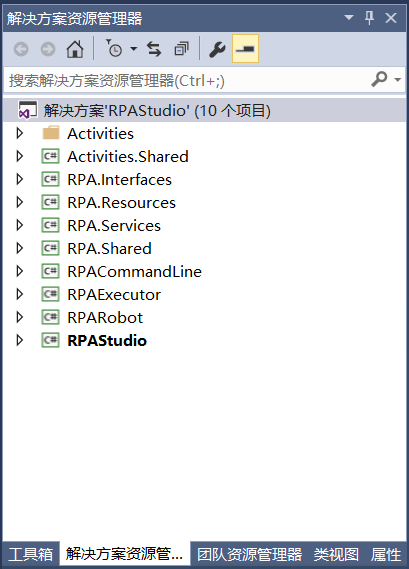 解决方案资源管理器
搜索解决方案资源管理器(Ctrl+;)
解决方案'RPAStudio' (10 个项目)
Activities
C# Activities.Shared
C# RPA.Interfaces
C# RPA.Resources
C# RPA.Services
C# RPA.Shared
C# RPACommandLine
C# RPAExecutor
C# RPARobot
C# RPAStudio
工具箱 解决方案资源管... 团队资源管理器 类视图 属性